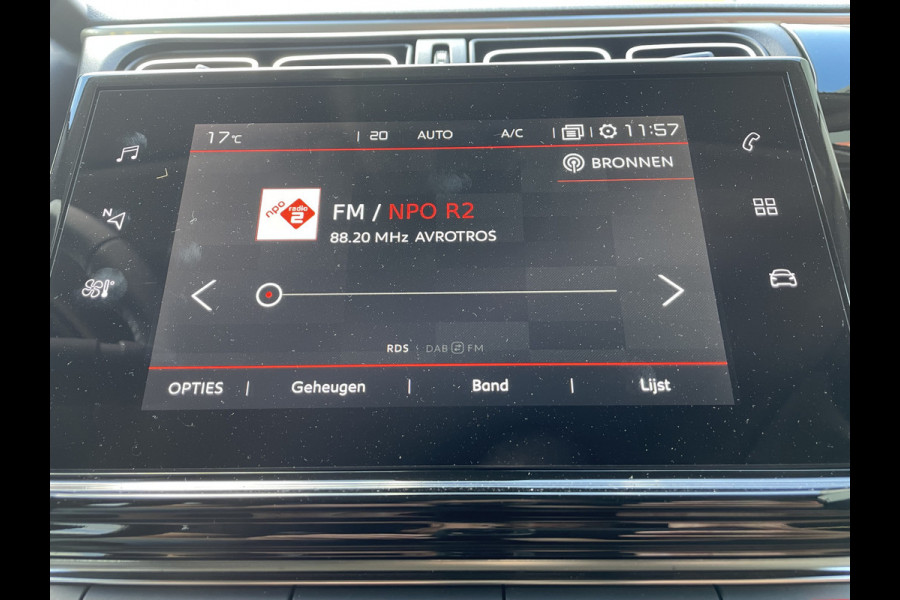 17°C | 20 AUTO A/C | | 11:57
BRONNEN
npo radio 2
FM / NPO R2
88.20 MHz AVROTROS
N
RDS DAB FM
OPTIES | Geheugen | Band | Lijst